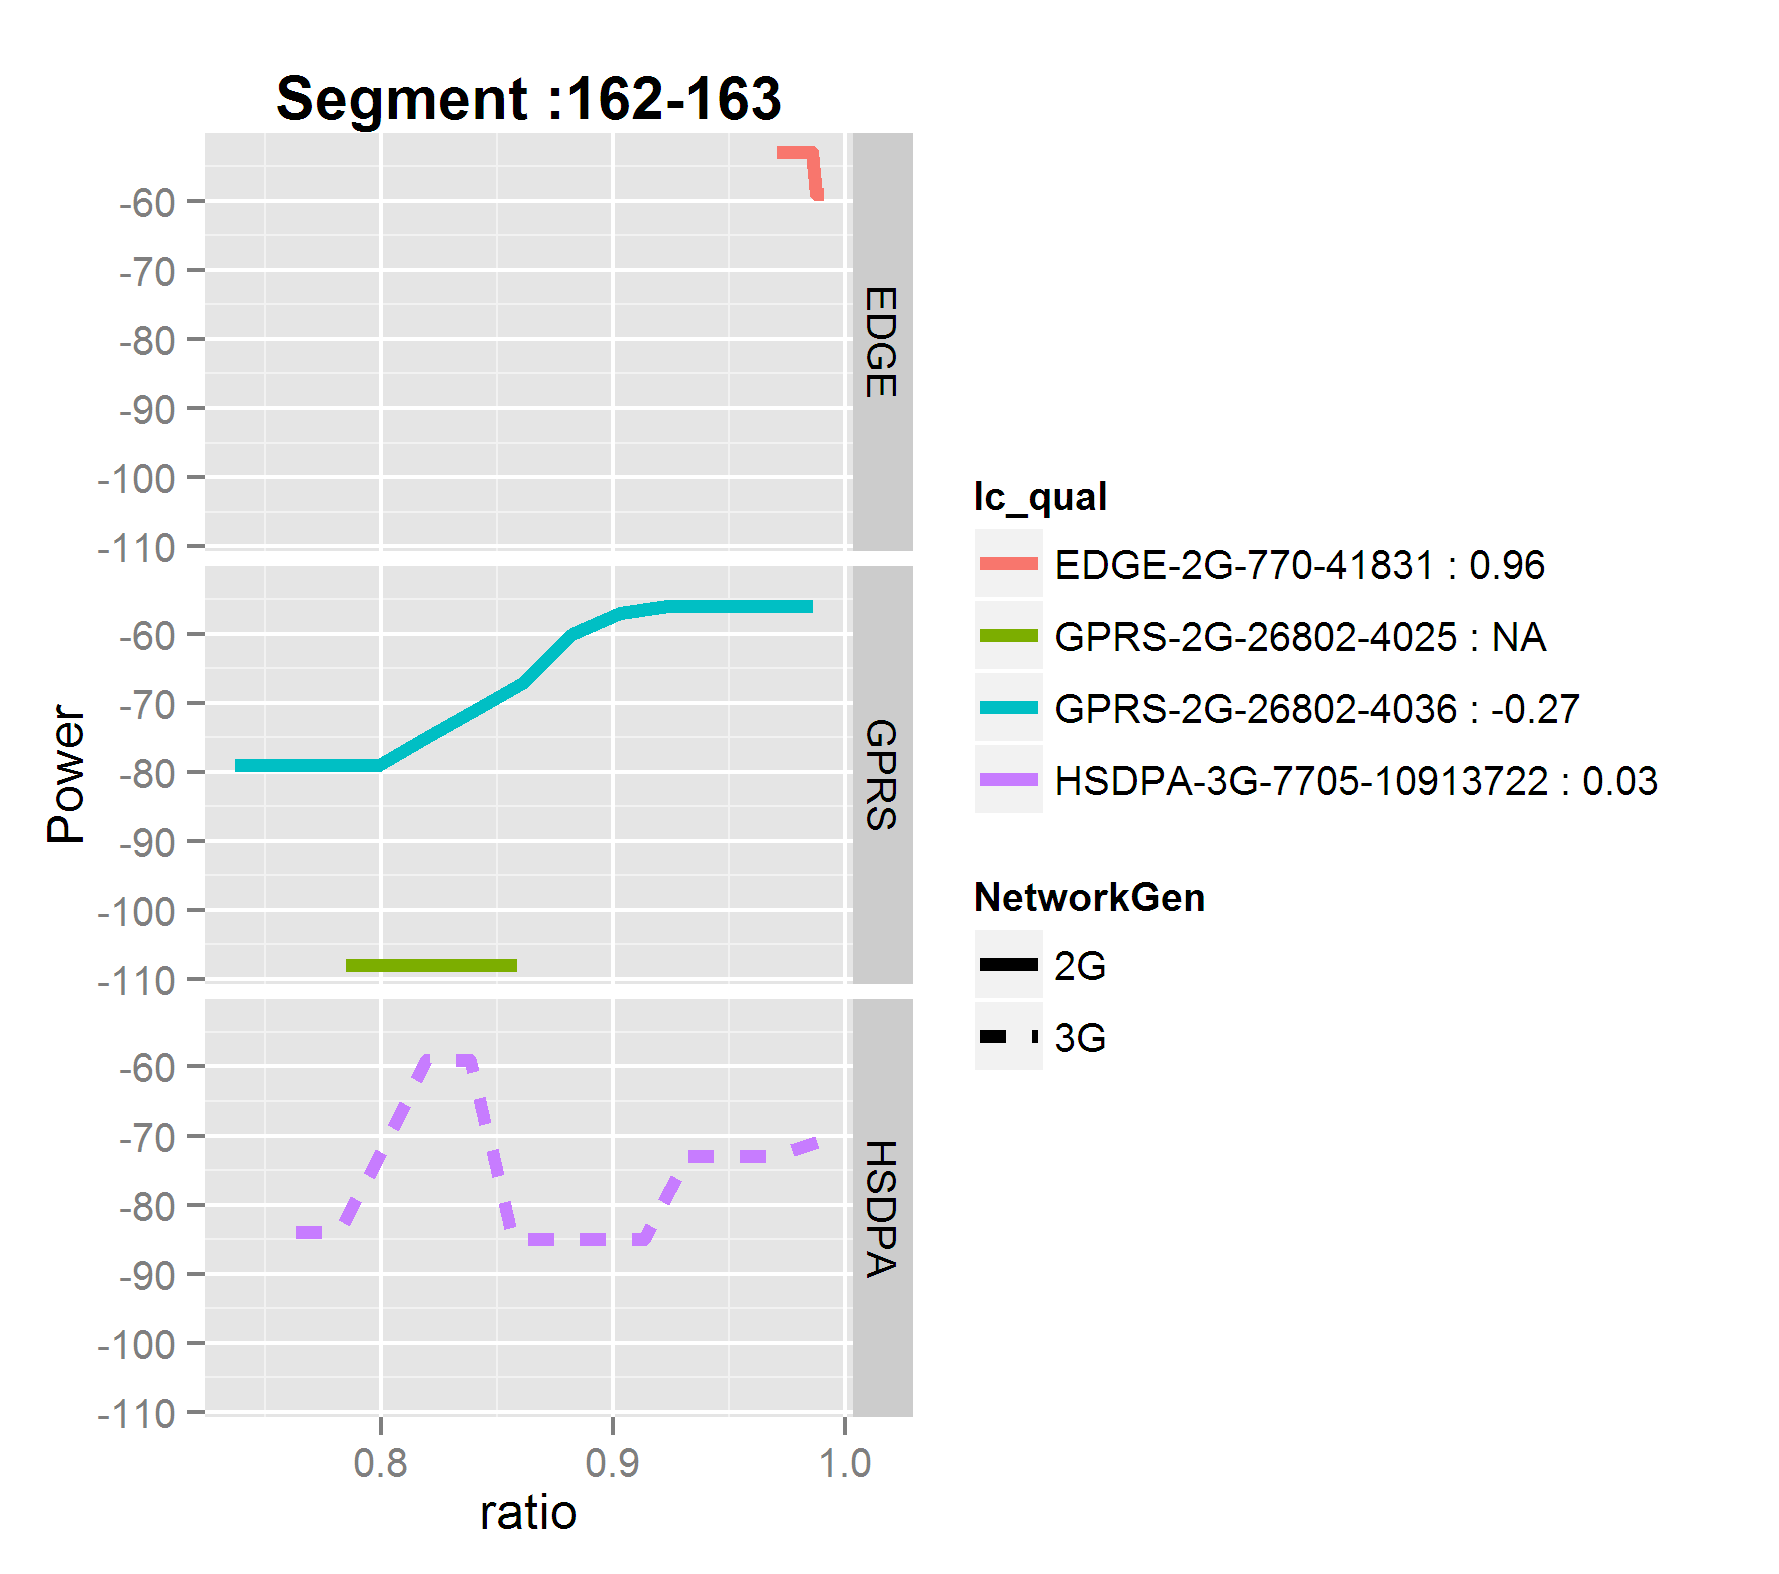 Segment :162-163
-60
-70
-80
-90
-100
-110
EDGE
-60
-70
-80
-90
-100
-110
GPRS
-60
-70
-80
-90
-100
-110
HSDPA
Power
0.8 0.9 1.0
ratio
lc_qual
EDGE-2G-770-41831 : 0.96
GPRS-2G-26802-4025 : NA
GPRS-2G-26802-4036 : -0.27
HSDPA-3G-7705-10913722 : 0.03
NetworkGen
2G
3G